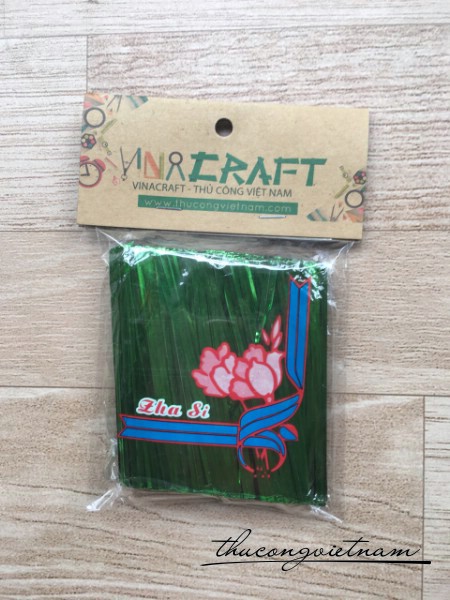 VINACRAFT
VINACRAFT - THỦ CÔNG VIỆT NAM
www.thucongvietnam.com
Zha Si
thucongvietnam